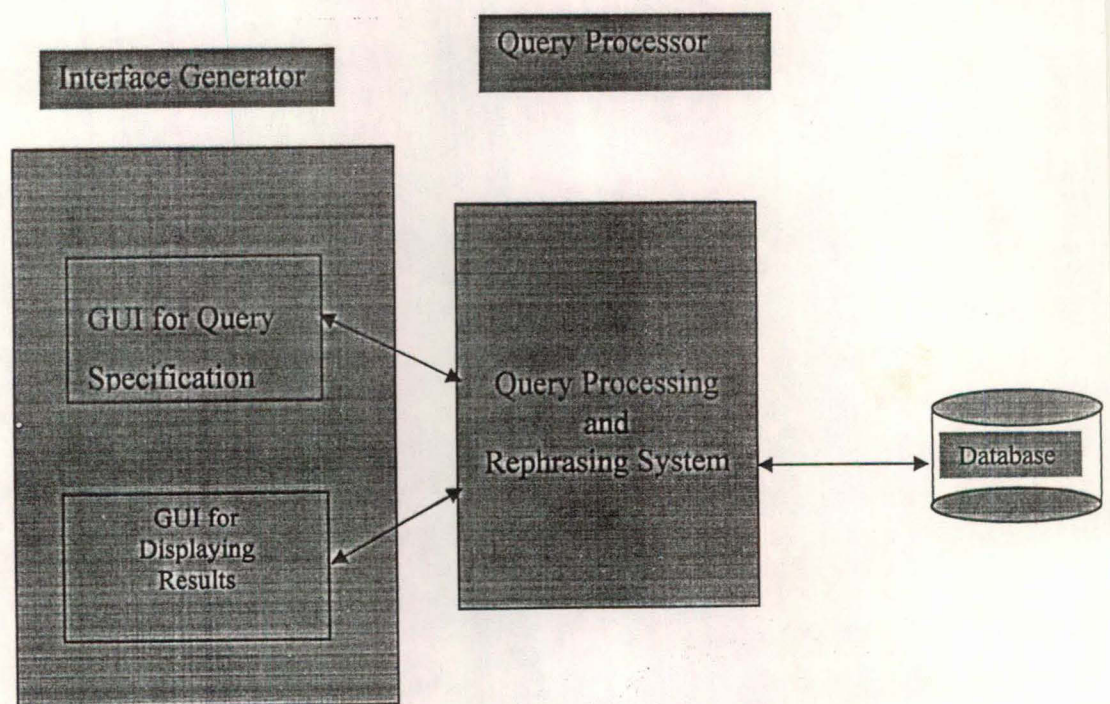 Interface Generator
Query Processor
GUI for Query
Specification
GUI for
Displaying
Results
Query Processing
and
Rephrasing System
Database